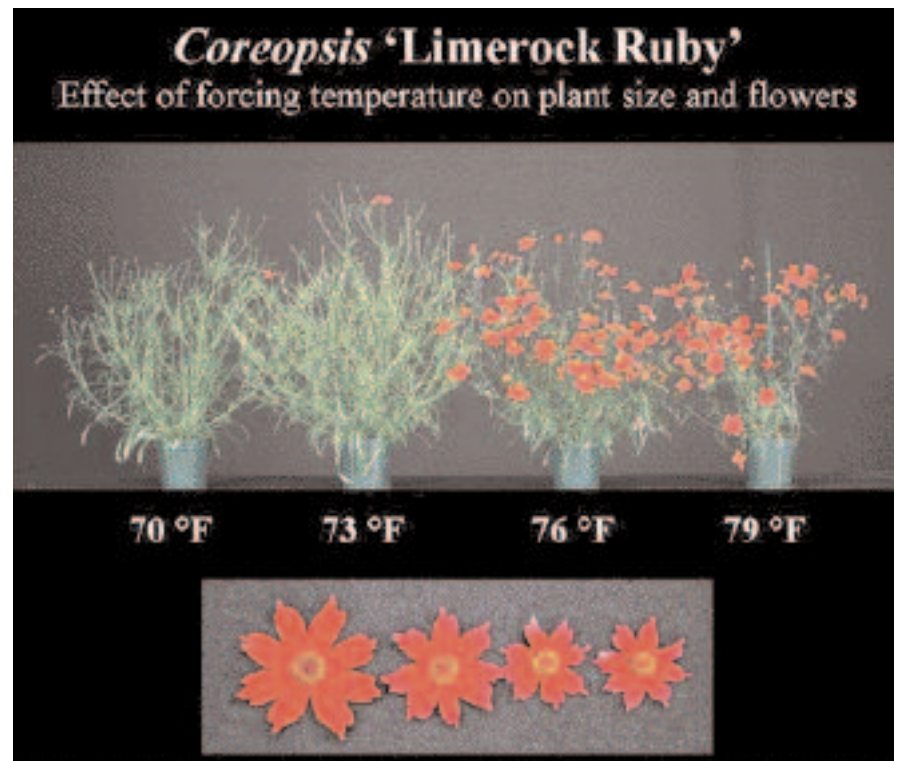 Coreopsis ‘Limerock Ruby’
Effect of forcing temperature on plant size and flowers
70 °F 73 °F 76 °F 79 °F